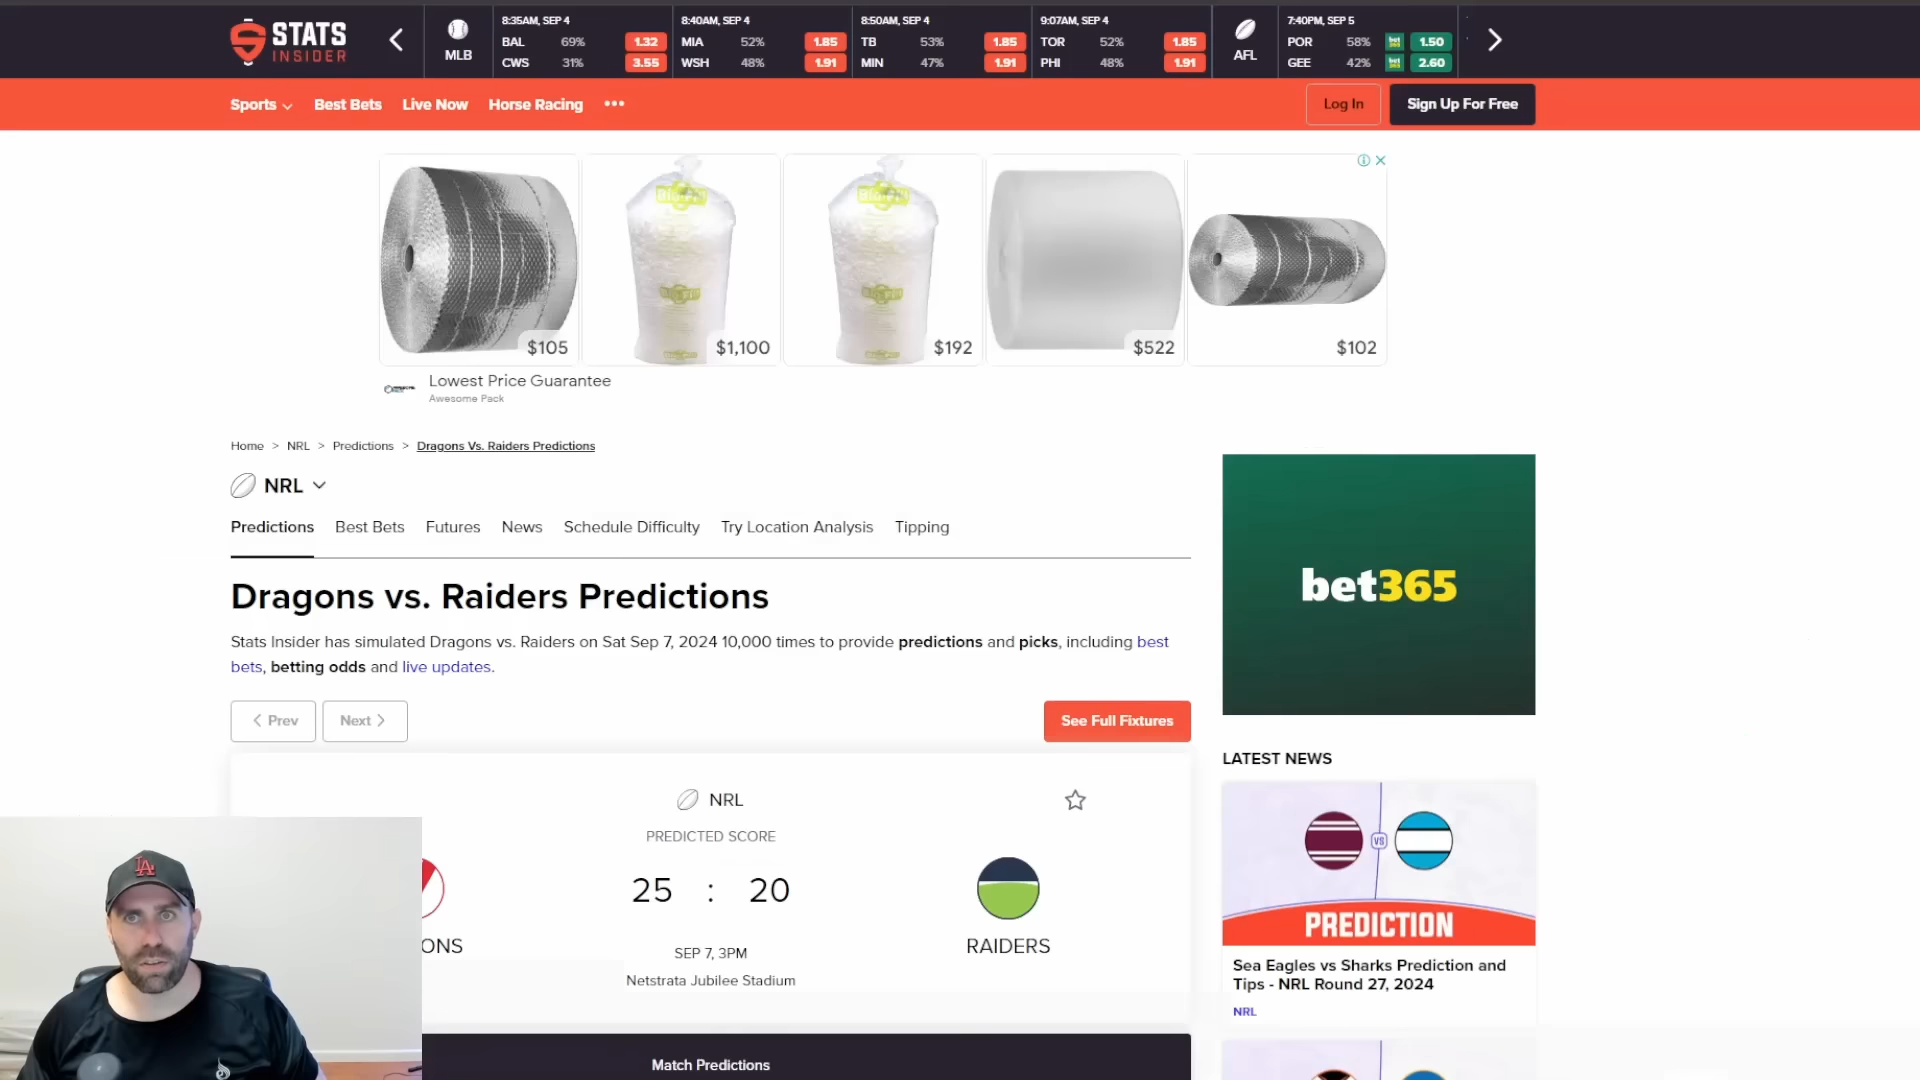 STATS
INSIDER
MLB
8:35AM, SEP 4
BAL 69% 1.32
CWS 31% 3.55
8:40AM, SEP 4
MIA 52% 1.85
WSH 48% 1.91
8:50AM, SEP 4
TB 53% 1.85
MIN 47% 1.91
9:07AM, SEP 4
TOR 52% 1.85
PHI 48% 1.91
AFL
7:40PM, SEP 5
POR 58% bet365 1.50
GEE 42% bet365 2.60
Sports Best Bets Live Now Horse Racing •••
Log In Sign Up For Free
$105 $1,100 $192 $522 $102
Lowest Price Guarantee
Awesome Pack
Home > NRL > Predictions > Dragons Vs. Raiders Predictions
NRL
Predictions Best Bets Futures News Schedule Difficulty Try Location Analysis Tipping
bet365
Dragons vs. Raiders Predictions
Stats Insider has simulated Dragons vs. Raiders on Sat Sep 7, 2024 10,000 times to provide predictions and picks, including best
bets, betting odds and live updates.
< Prev Next >
See Full Fixtures
NRL
PREDICTED SCORE
25 : 20
ONS
RAIDERS
SEP 7, 3PM
Netstrata Jubilee Stadium
Match Predictions
LATEST NEWS
VS
PREDICTION
Sea Eagles vs Sharks Prediction and
Tips - NRL Round 27, 2024
NRL
LA